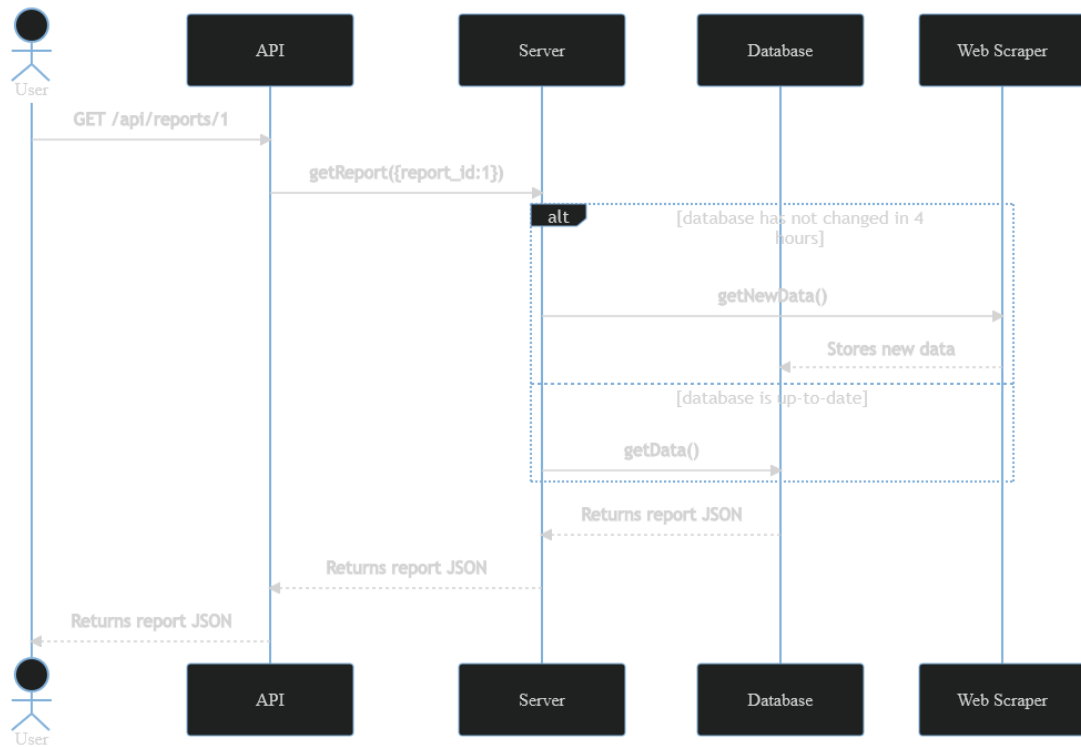 API
Server
Database
Web Scraper
User
GET /api/reports/1
getReport({report_id:1})
alt
[database has not changed in 4
hours]
getNewData()
Stores new data
[database is up-to-date]
getData()
Returns report JSON
Returns report JSON
Returns report JSON
API
Server
Database
Web Scraper
User